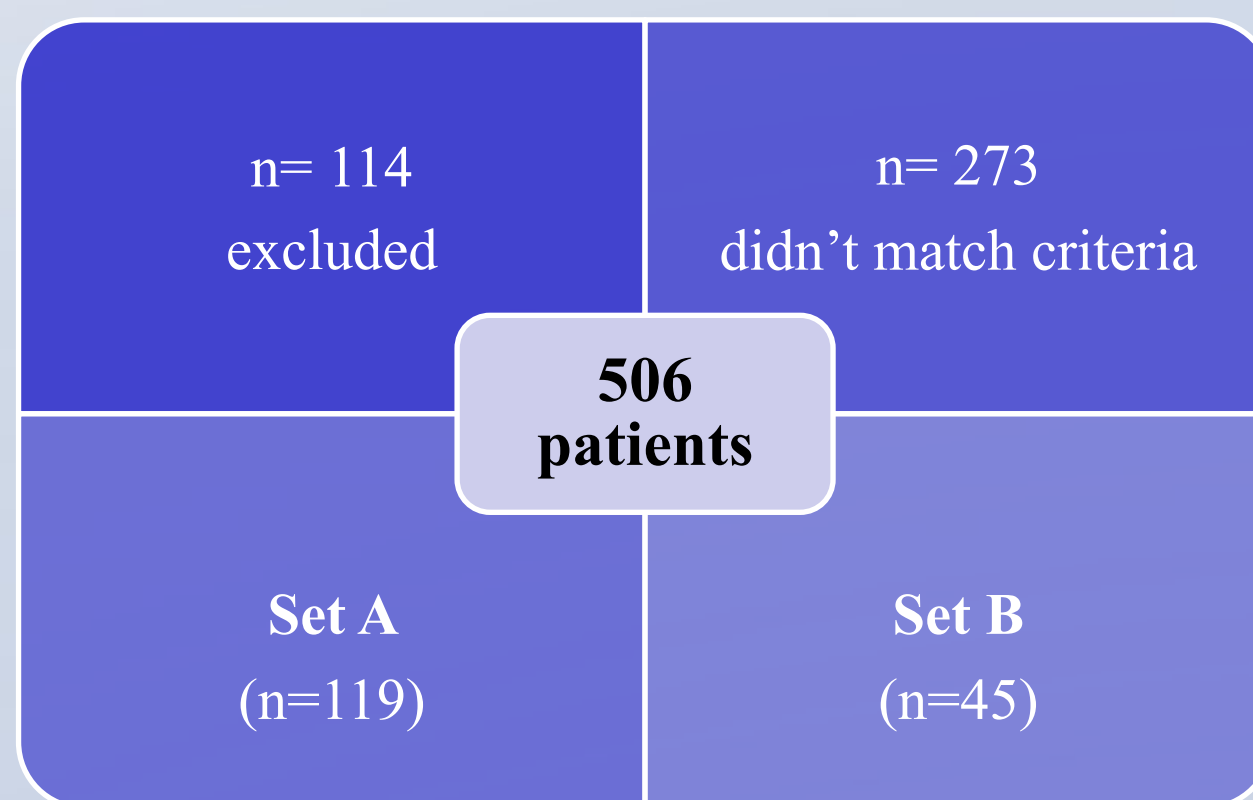 n= 114
excluded
n= 273
didn’t match criteria
506
patients
Set A
(n=119)
Set B
(n=45)